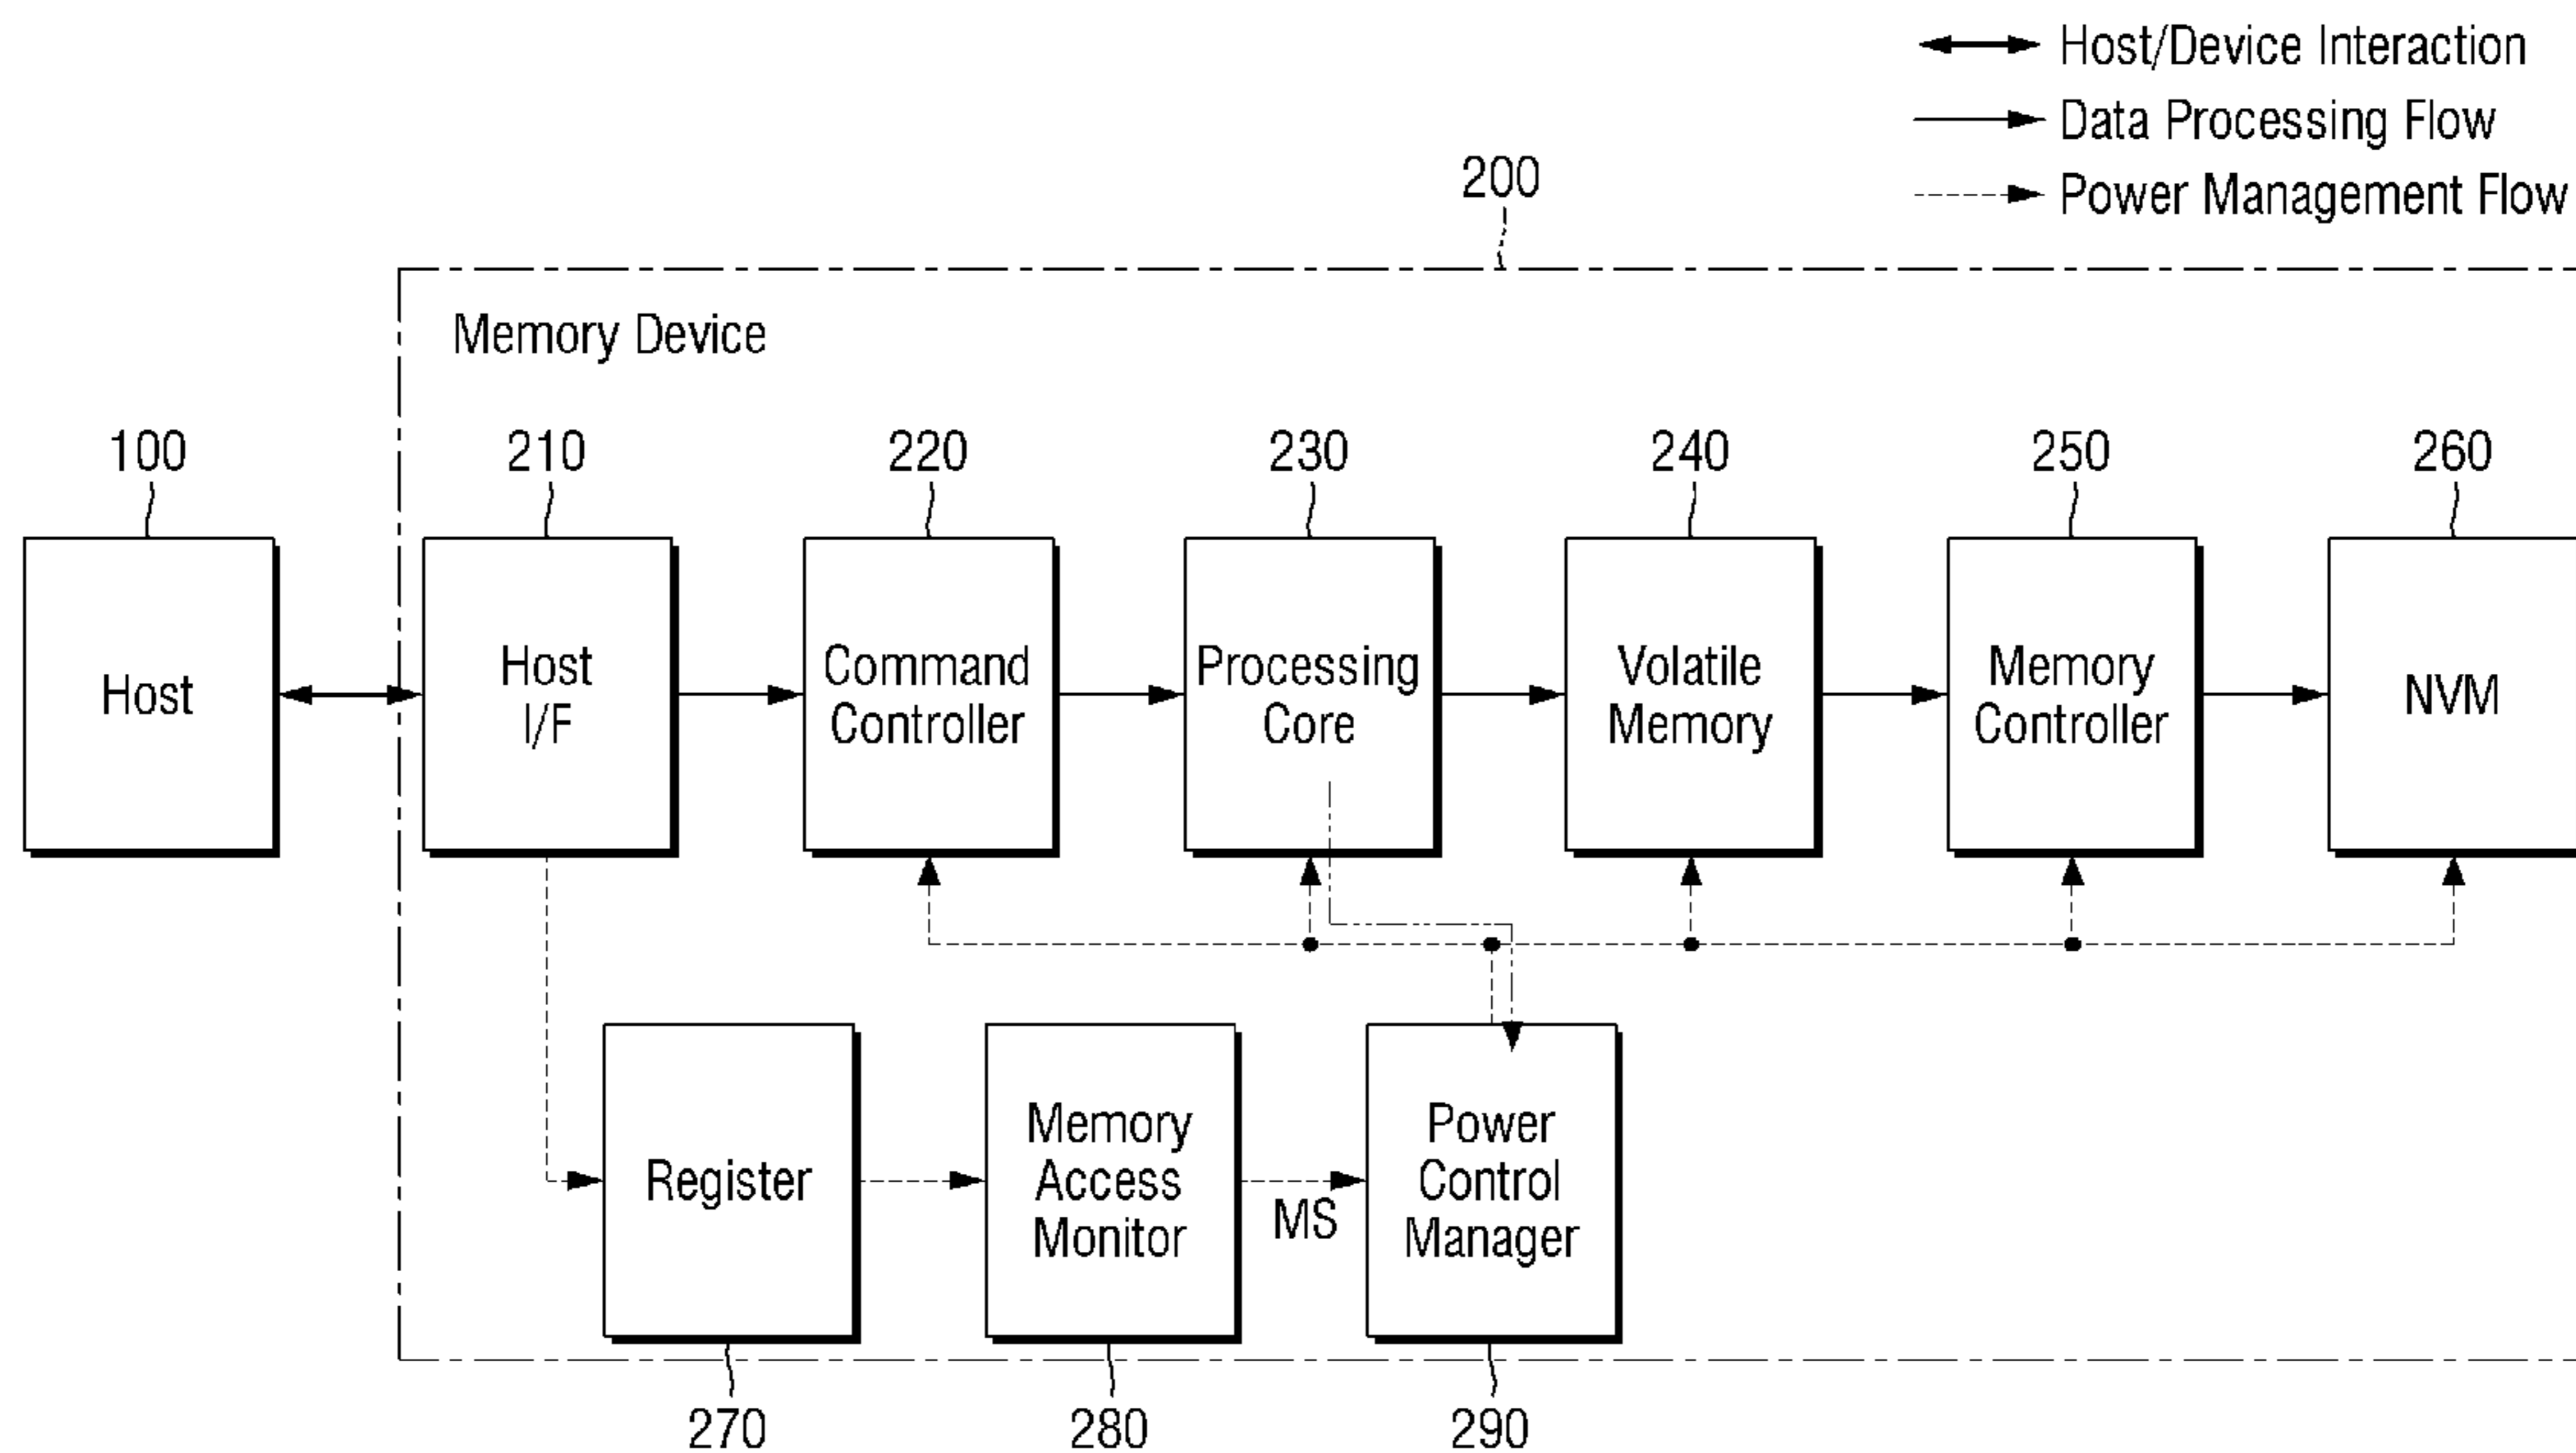 Host/Device Interaction
Data Processing Flow
Power Management Flow
200
Memory Device
100
210
220
230
240
250
260
Host
Host
I/F
Command
Controller
Processing
Core
Volatile
Memory
Memory
Controller
NVM
Register
Memory
Access
Monitor
MS
Power
Control
Manager
270
280
290